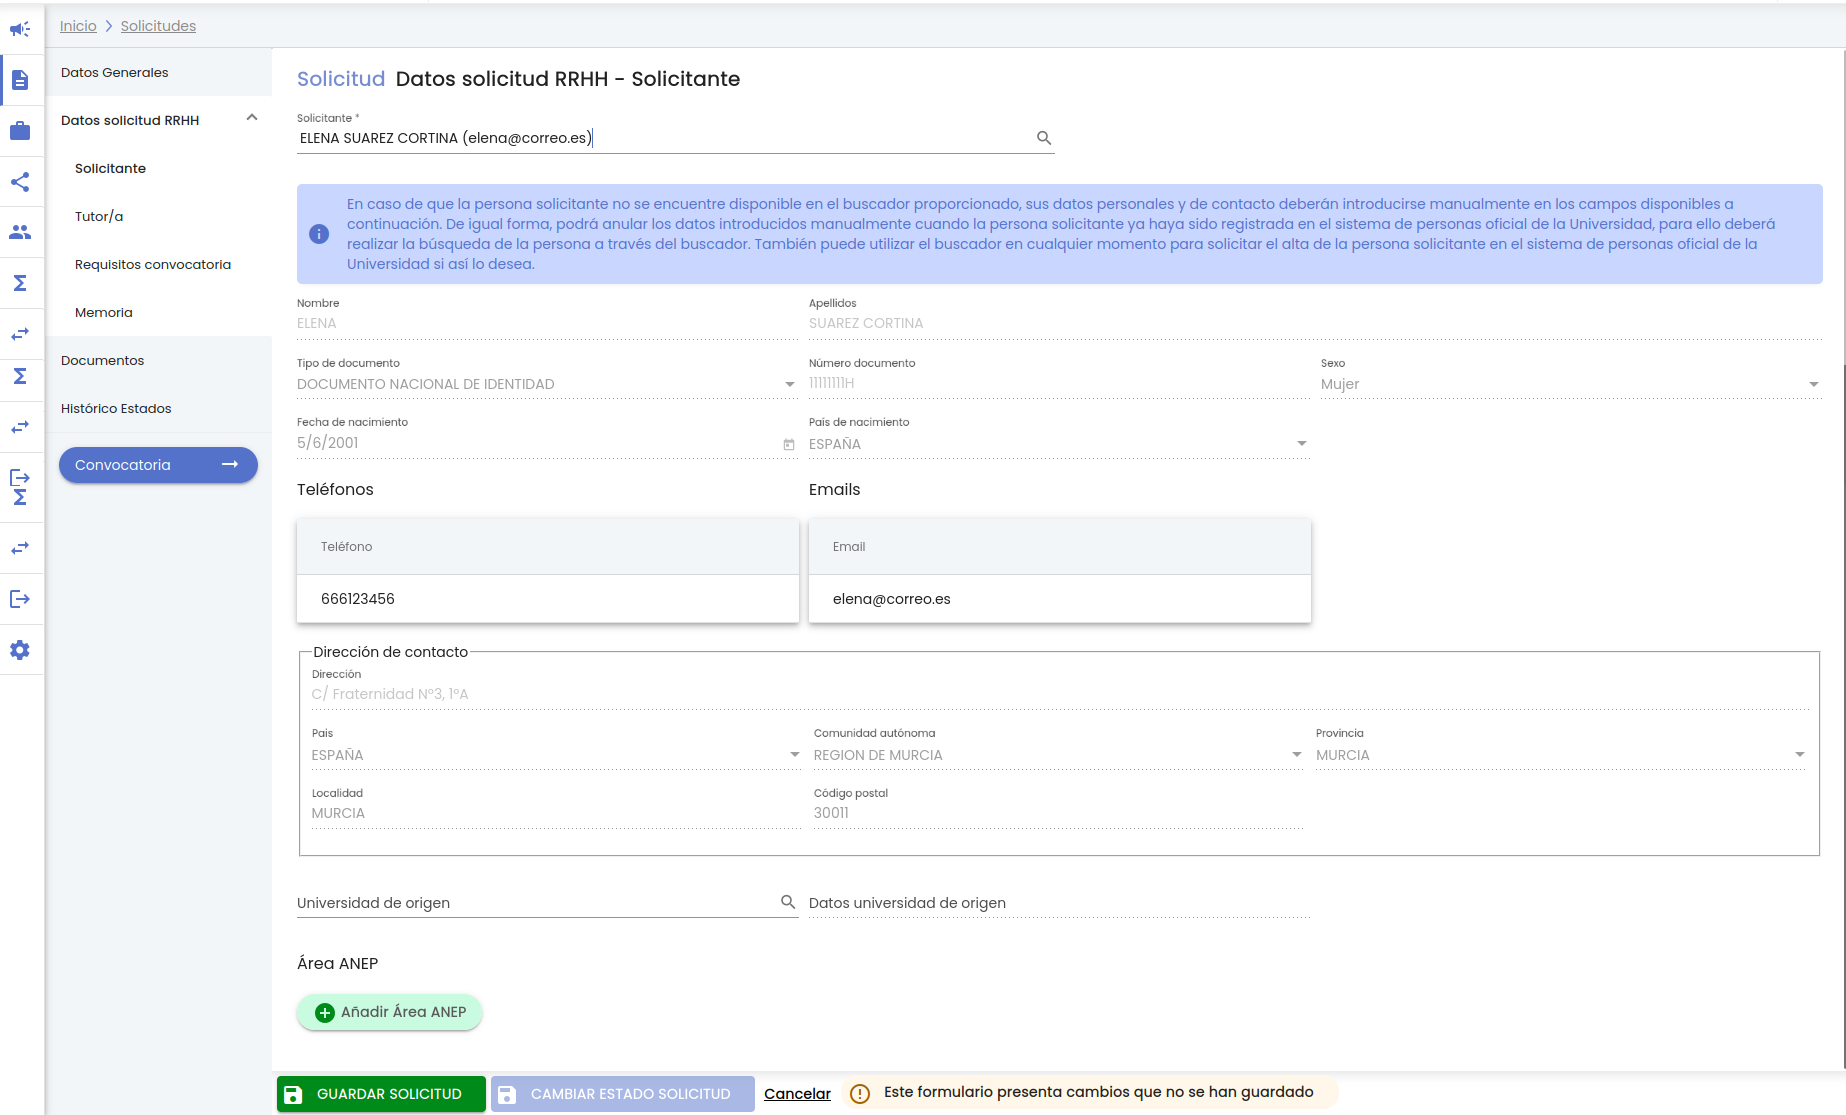 Inicio > Solicitudes
Datos Generales
Datos solicitud RRHH
Solicitante
Tutor/a
Requisitos convocatoria
Memoria
Documentos
Histórico Estados
Convocatoria
Solicitud Datos solicitud RRHH - Solicitante
Solicitante *
ELENA SUAREZ CORTINA (elena@correo.es)
En caso de que la persona solicitante no se encuentre disponible en el buscador proporcionado, sus datos personales y de contacto deberán introducirse manualmente en los campos disponibles a
continuación. De igual forma, podrá anular los datos introducidos manualmente cuando la persona solicitante ya haya sido registrada en el sistema de personas oficial de la Universidad, para ello deberá
realizar la búsqueda de la persona a través del buscador. También puede utilizar el buscador en cualquier momento para solicitar el alta de la persona solicitante en el sistema de personas oficial de la
Universidad si así lo desea.
Nombre Apellidos
ELENA SUAREZ CORTINA
Tipo de documento Número documento Sexo
DOCUMENTO NACIONAL DE IDENTIDAD 11111111H Mujer
Fecha de nacimiento País de nacimiento
5/6/2001 ESPAÑA
Teléfonos Emails
Teléfono Email
666123456 elena@correo.es
Dirección de contacto
Dirección
C/ Fraternidad Nº3, 1ºA
Pais Comunidad autónoma Provincia
ESPAÑA REGION DE MURCIA MURCIA
Localidad Código postal
MURCIA 30011
Universidad de origen Datos universidad de origen
Área ANEP
Añadir Área ANEP
GUARDAR SOLICITUD CAMBIAR ESTADO SOLICITUD Cancelar Este formulario presenta cambios que no se han guardado